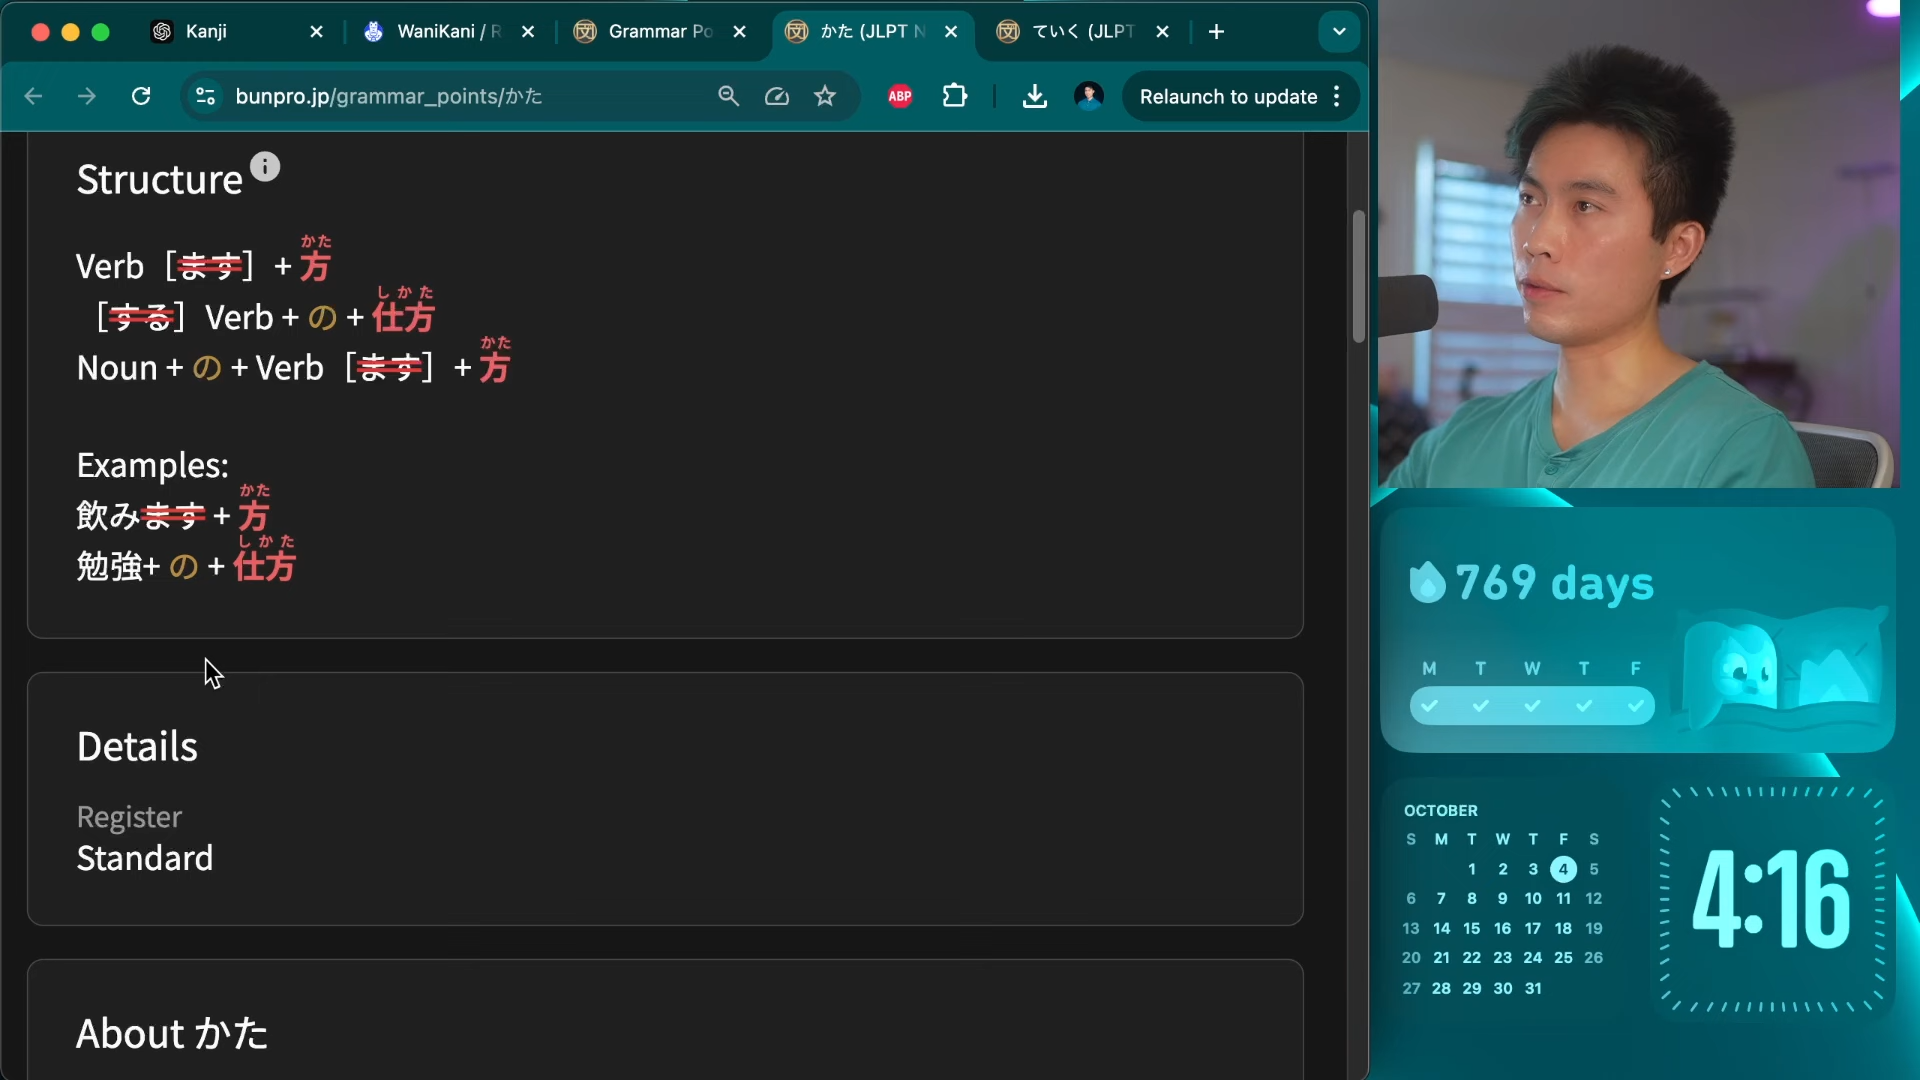 Kanji
WaniKani / R
Grammar Po
かた (JLPT N
ていく (JLPT
bunpro.jp/grammar_points/かた
ABP
Relaunch to update
Structure
かた
Verb［ます］ + 方
しかた
［する］Verb + の + 仕方
かた
Noun + の + Verb［ます］ + 方
Examples:
かた
飲みます + 方
しかた
勉強+ の + 仕方
Details
Register
Standard
About かた
769 days
M T W T F
OCTOBER
S M T W T F S
1 2 3 4 5
6 7 8 9 10 11 12
13 14 15 16 17 18 19
20 21 22 23 24 25 26
27 28 29 30 31
4:16